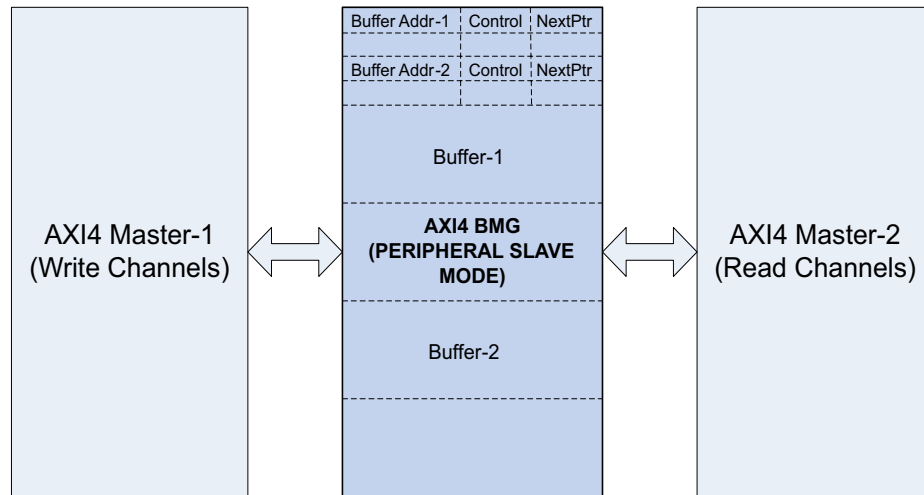 Buffer Addr-1 Control NextPtr
Buffer Addr-2 Control NextPtr
Buffer-1
AXI4 Master-1
(Write Channels)
AXI4 BMG
(PERIPHERAL SLAVE
MODE)
AXI4 Master-2
(Read Channels)
Buffer-2